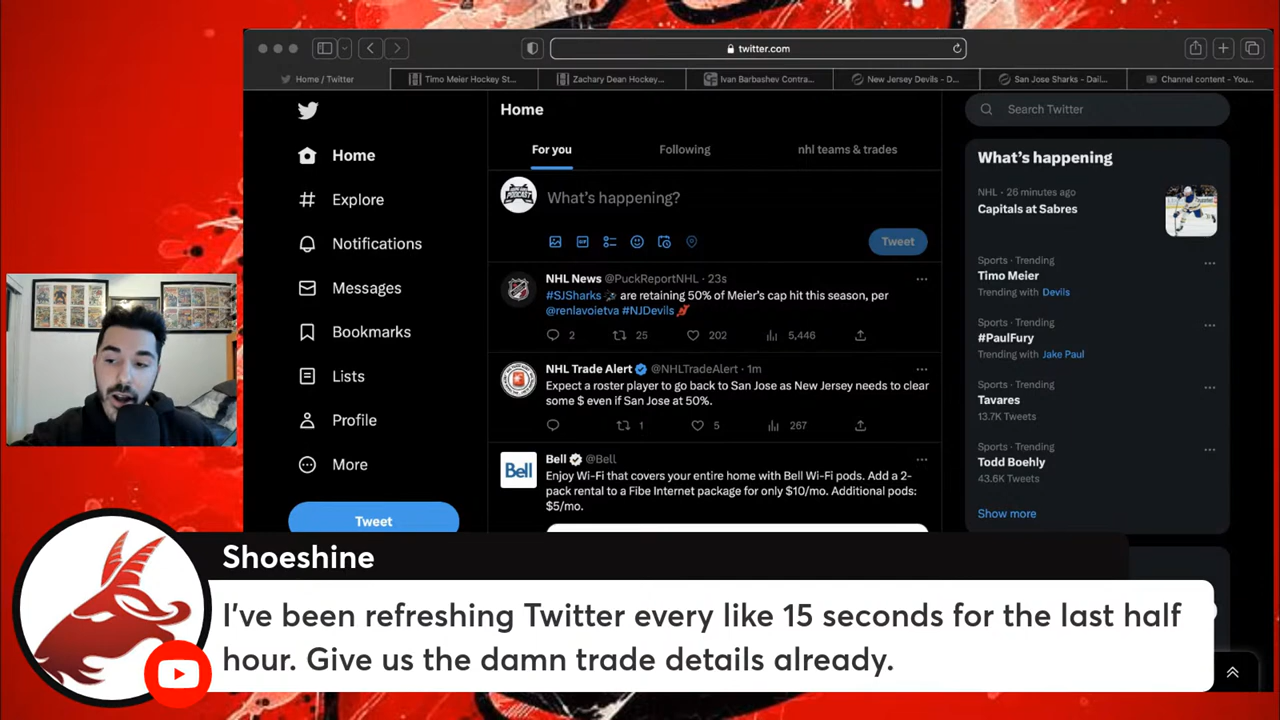 twitter.com
Home / Twitter
Timo Meier Hockey St...
Zachary Dean Hockey...
Ivan Barbashev Contra...
New Jersey Devils - D...
San Jose Sharks - Dail...
Channel content - You...
Home
Explore
Notifications
Messages
Bookmarks
Lists
Profile
More
Tweet
Home
For you
Following
nhl teams & trades
What's happening?
Tweet
NHL News @PuckReportNHL · 23s
#SJSharks are retaining 50% of Meier's cap hit this season, per
@renlavoietva #NJDevils
2 25 202 5,446
NHL Trade Alert @NHLTradeAlert · 1m
Expect a roster player to go back to San Jose as New Jersey needs to clear
some $ even if San Jose at 50%.
1 5 267
Bell @Bell
Enjoy Wi-Fi that covers your entire home with Bell Wi-Fi pods. Add a 2-
pack rental to a Fibe Internet package for only $10/mo. Additional pods:
$5/mo.
Bell
Search Twitter
What's happening
NHL · 26 minutes ago
Capitals at Sabres
Sports · Trending
Timo Meier
Trending with Devils
Sports · Trending
#PaulFury
Trending with Jake Paul
Sports · Trending
Tavares
13.7K Tweets
Sports · Trending
Todd Boehly
43.6K Tweets
Show more
Shoeshine
I've been refreshing Twitter every like 15 seconds for the last half
hour. Give us the damn trade details already.